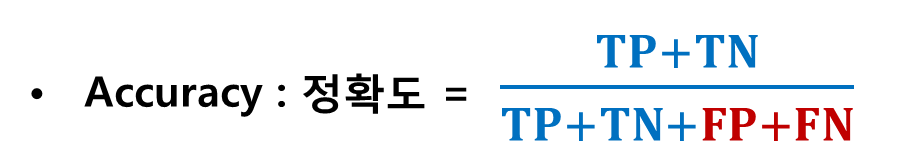 • Accuracy : 정확도 =
TP+TN
TP+TN+FP+FN